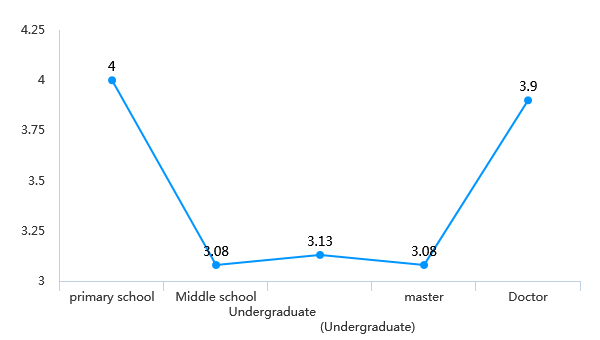 4.25
4
3.75
3.5
3.25
3
4
3.08
3.13
3.08
3.9
primary school
Middle school
Undergraduate
(Undergraduate)
master
Doctor